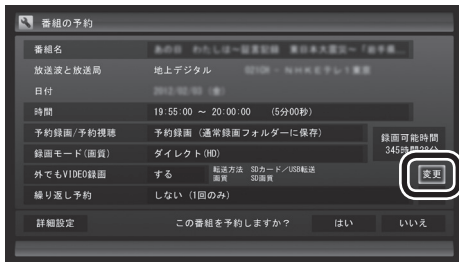 番組の予約
番組名
放送波と放送局 地上デジタル
日付
時間 19:55:00 ～ 20:00:00 (5分00秒)
予約録画/予約視聴 予約録画 (通常録画フォルダーに保存)
録画可能時間
録画モード(画質) ダイレクト(HD)
外でもVIDEO録画 する 転送方法 SDカード/USB転送
画質 SD画質
変更
繰り返し予約 しない (1回のみ)
詳細設定 この番組を予約しますか? はい いいえ